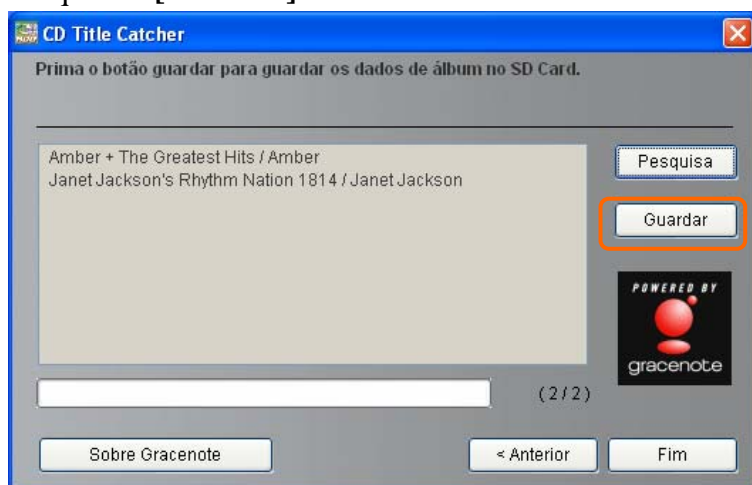 CD Title Catcher
Prima o botão guardar para guardar os dados de álbum no SD Card.
Amber + The Greatest Hits / Amber
Janet Jackson's Rhythm Nation 1814 / Janet Jackson
Pesquisa
Guardar
POWERED BY
gracenote
(2/2)
Sobre Gracenote
< Anterior
Fim